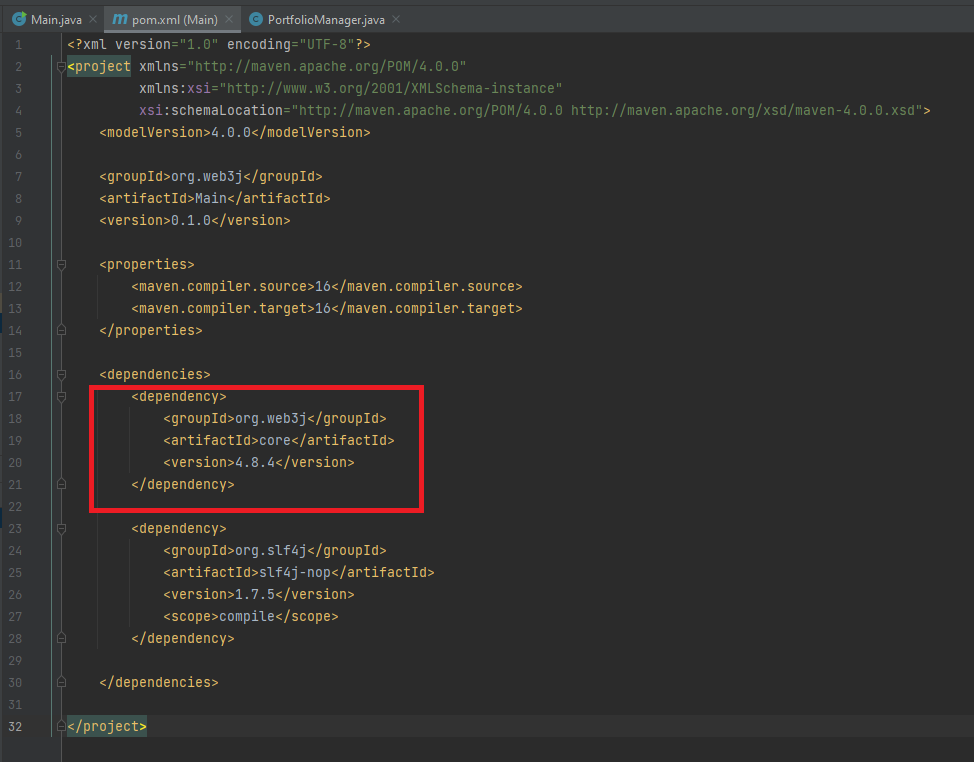 Main.java
pom.xml (Main)
PortfolioManager.java
1 <?xml version="1.0" encoding="UTF-8"?>
2 <project xmlns="http://maven.apache.org/POM/4.0.0"
3 xmlns:xsi="http://www.w3.org/2001/XMLSchema-instance"
4 xsi:schemaLocation="http://maven.apache.org/POM/4.0.0 http://maven.apache.org/xsd/maven-4.0.0.xsd">
5 <modelVersion>4.0.0</modelVersion>
6
7 <groupId>org.web3j</groupId>
8 <artifactId>Main</artifactId>
9 <version>0.1.0</version>
10
11 <properties>
12 <maven.compiler.source>16</maven.compiler.source>
13 <maven.compiler.target>16</maven.compiler.target>
14 </properties>
15
16 <dependencies>
17 <dependency>
18 <groupId>org.web3j</groupId>
19 <artifactId>core</artifactId>
20 <version>4.8.4</version>
21 </dependency>
22
23 <dependency>
24 <groupId>org.slf4j</groupId>
25 <artifactId>slf4j-nop</artifactId>
26 <version>1.7.5</version>
27 <scope>compile</scope>
28 </dependency>
29
30 </dependencies>
31
32 </project>